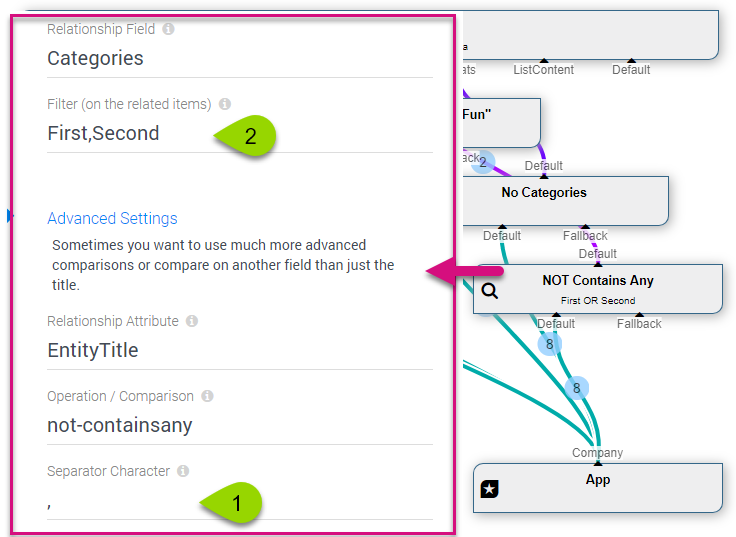 Relationship Field
Categories
Filter (on the related items)
First,Second
2
Advanced Settings
Sometimes you want to use much more advanced
comparisons or compare on another field than just the
title.
Relationship Attribute
EntityTitle
Operation / Comparison
not-containsany
Separator Character
,
1
ListContent
Default
Fun"
2
Default
No Categories
Default
Fallback
Default
NOT Contains Any
First OR Second
Default
Fallback
8
8
Company
App